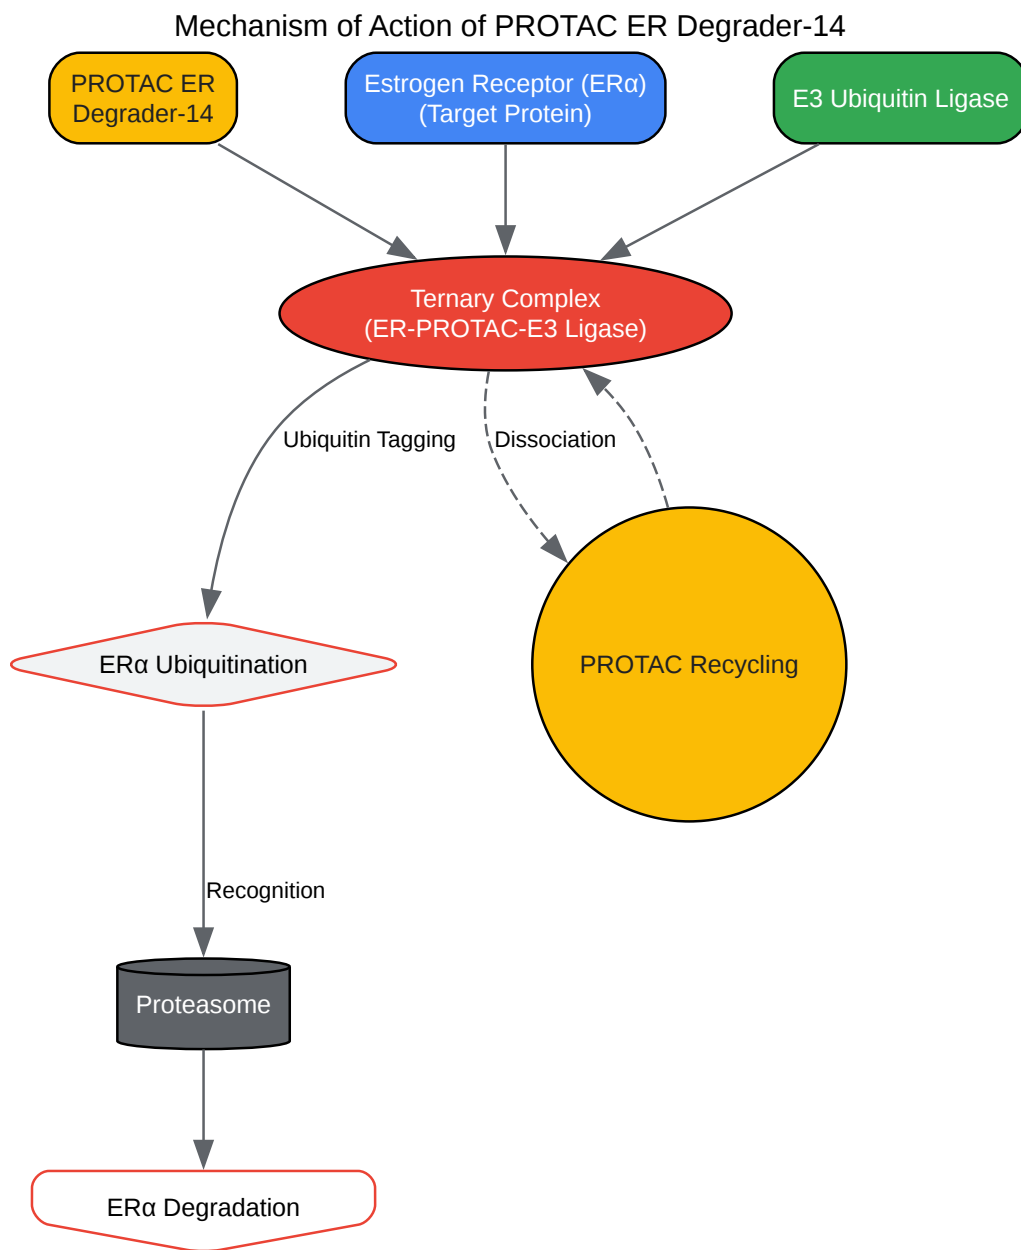 Mechanism of Action of PROTAC ER Degrader-14
PROTAC ER
Degrader-14
Estrogen Receptor (ERα)
(Target Protein)
E3 Ubiquitin Ligase
Ternary Complex
(ER-PROTAC-E3 Ligase)
Ubiquitin Tagging
Dissociation
ERα Ubiquitination
PROTAC Recycling
Recognition
Proteasome
ERα Degradation